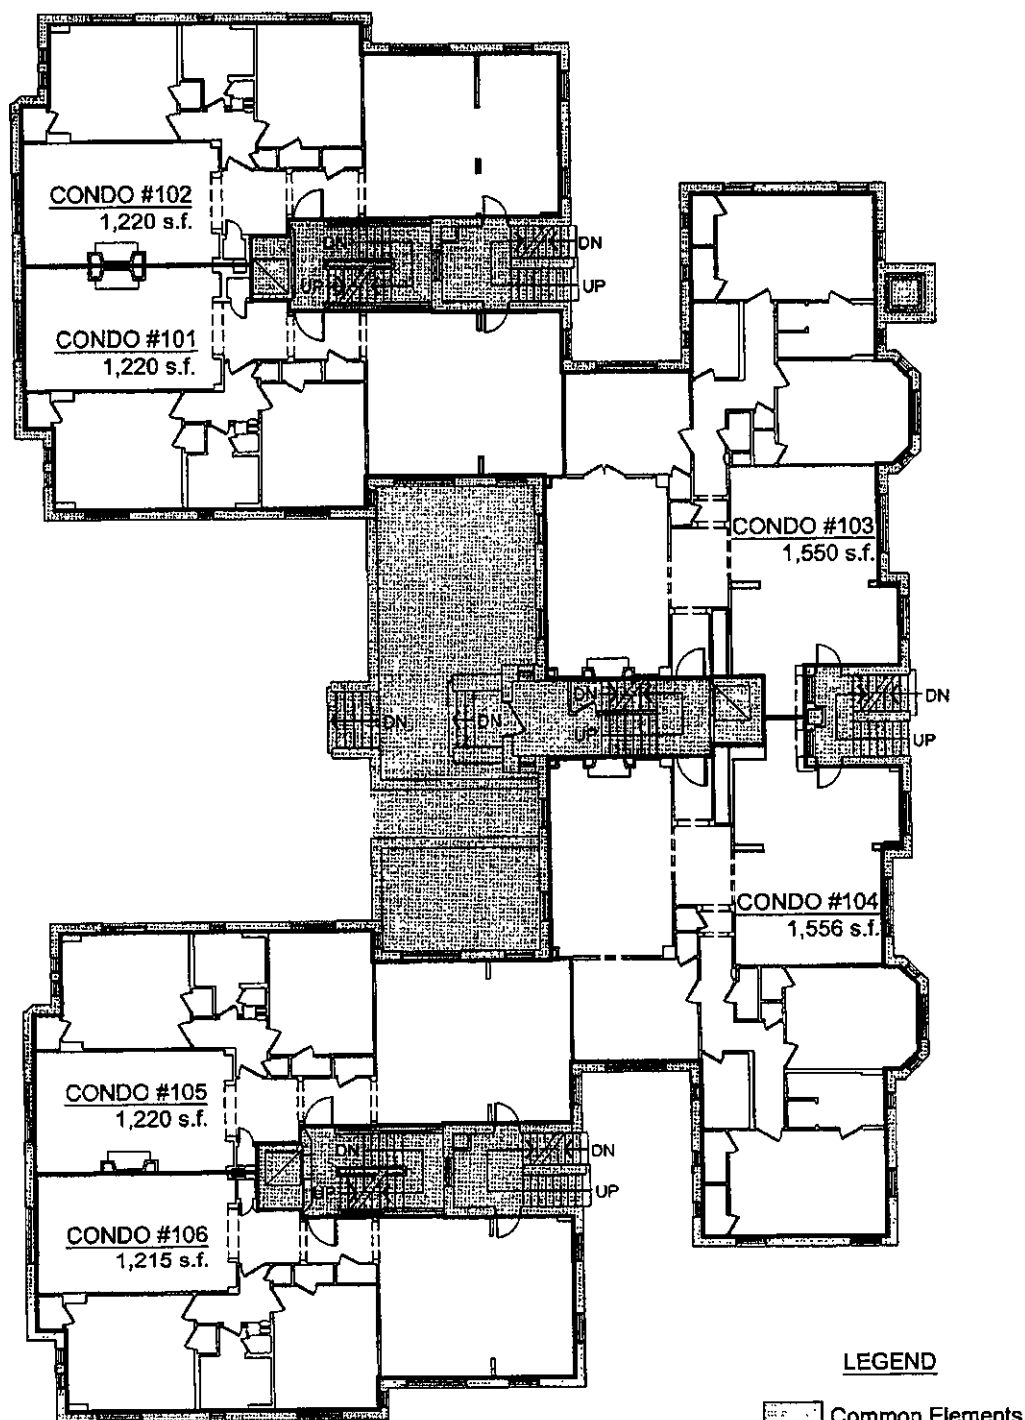 CONDO #102
1,220 s.f.
DN
DN
UP
UP
CONDO #101
1,220 s.f.
CONDO #103
1,550 s.f.
DN
DN
DN
DN
UP
UP
CONDO #104
1,556 s.f.
CONDO #105
1,220 s.f.
DN
DN
UP
UP
CONDO #106
1,215 s.f.
LEGEND
Common Elements